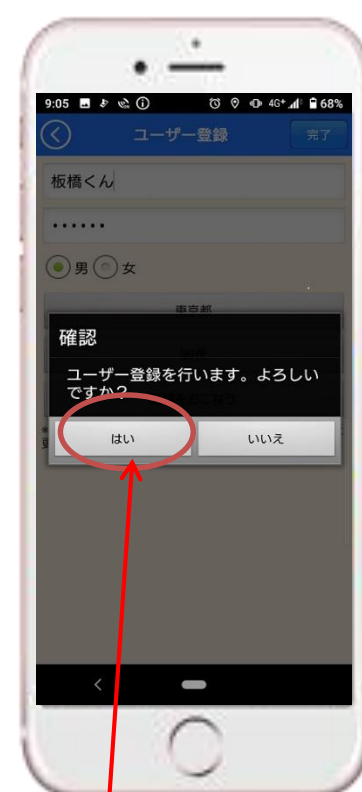 9:05 4G+ 68%
ユーザー登録 完了
板橋くん
••••••
男 女
東京都
確認
ユーザー登録を行います。よろしい
ですか？
はい いいえ